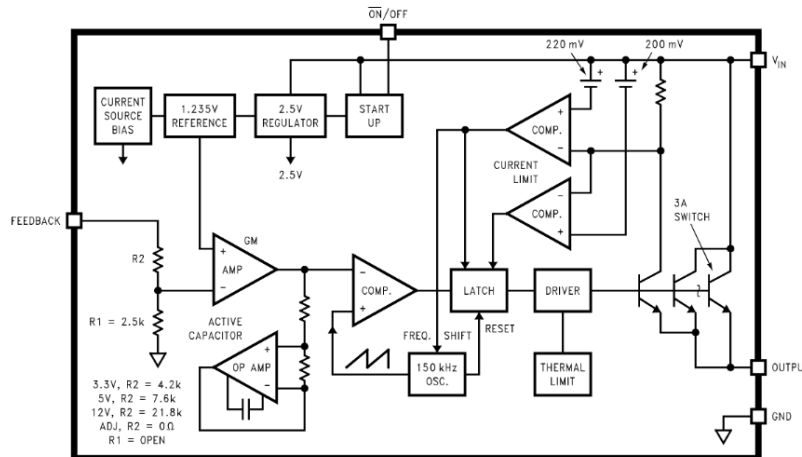 ON/OFF
220 mV
200 mV
VIN
CURRENT
SOURCE
BIAS
1.235V
REFERENCE
2.5V
REGULATOR
START
UP
2.5V
+
+
+
COMP.
−
CURRENT
LIMIT
−
COMP.
+
3A
SWITCH
FEEDBACK
R2
R1 = 2.5k
GM
+
AMP
−
−
COMP.
+
LATCH
DRIVER
ACTIVE
CAPACITOR
+
OP AMP
−
FREQ. SHIFT
RESET
150 kHz
OSC.
THERMAL
LIMIT
OUTPU
GND
3.3V, R2 = 4.2k
5V, R2 = 7.6k
12V, R2 = 21.8k
ADJ, R2 = 0Ω
R1 = OPEN